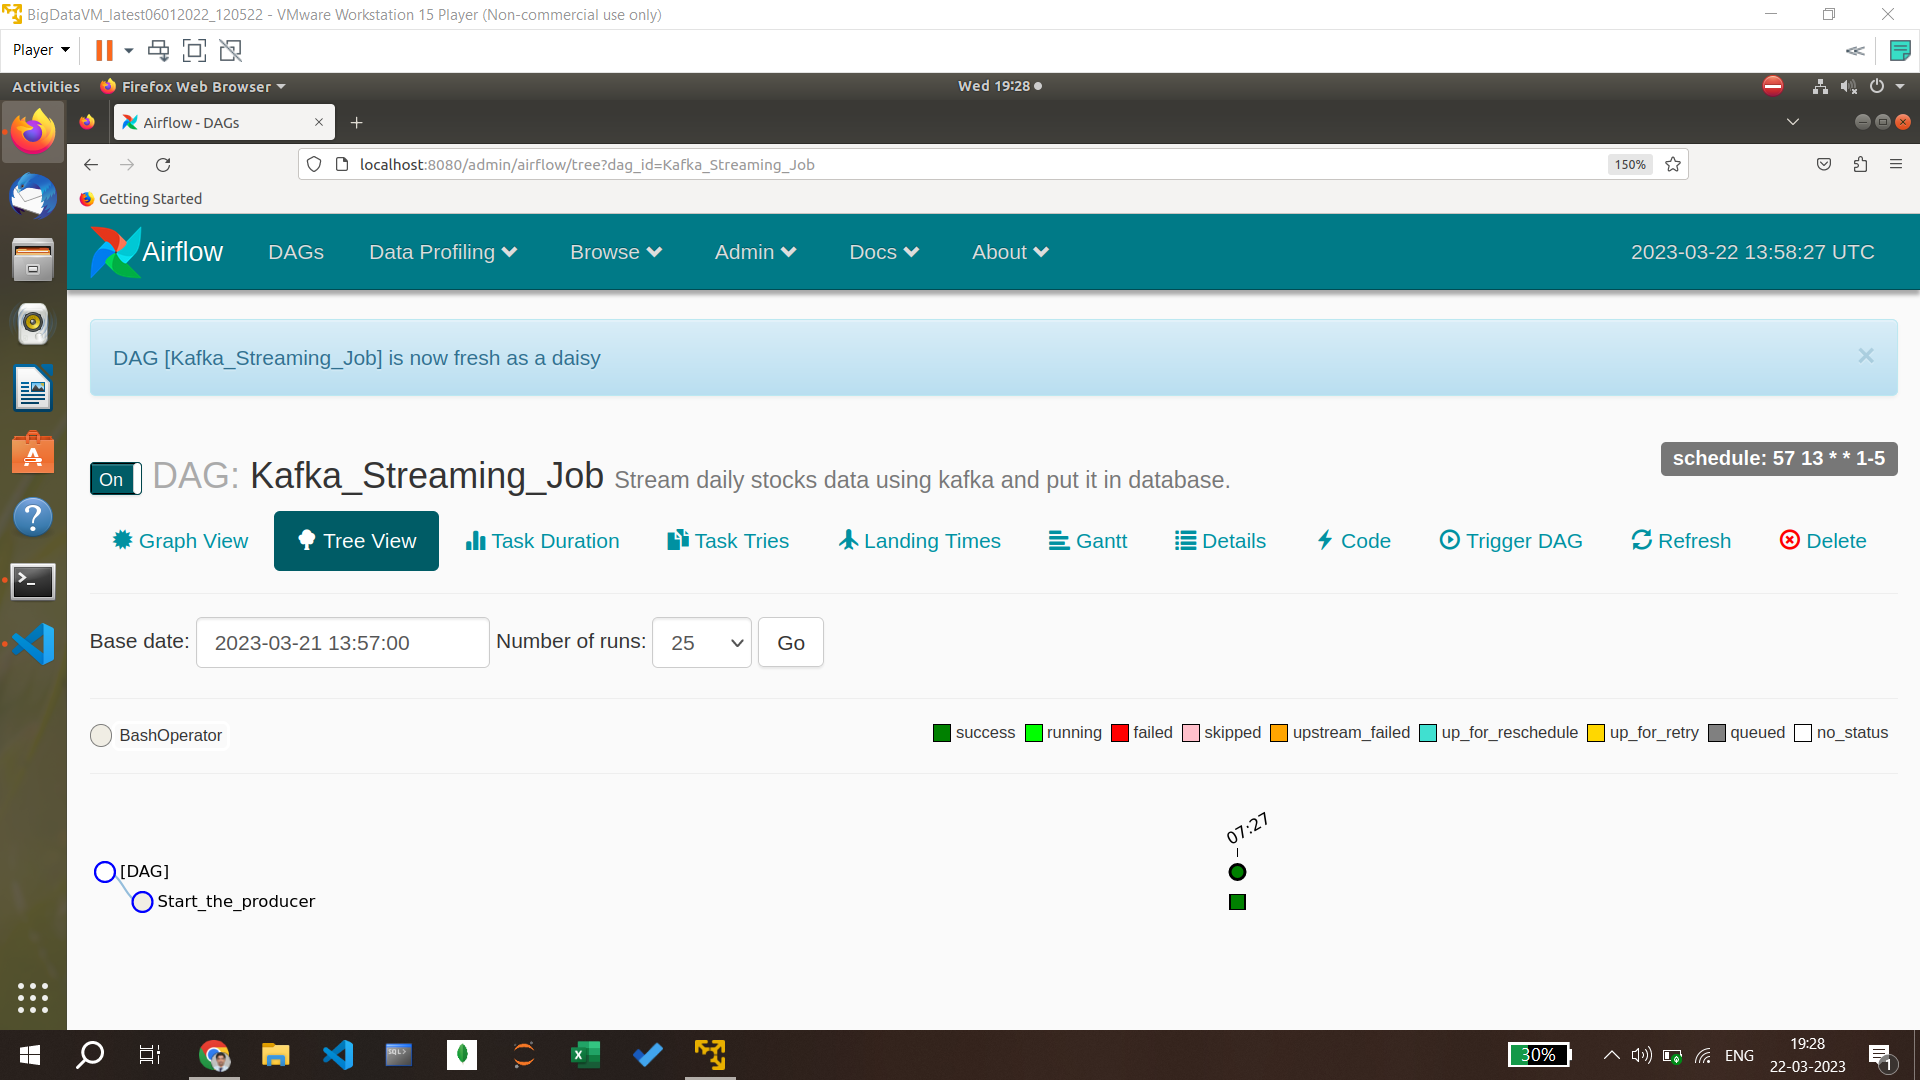 BigDataVM_latest06012022_120522 - VMware Workstation 15 Player (Non-commercial use only)
Player
Activities Firefox Web Browser Wed 19:28
Airflow - DAGs
localhost:8080/admin/airflow/tree?dag_id=Kafka_Streaming_Job 150%
Getting Started
Airflow DAGs Data Profiling Browse Admin Docs About 2023-03-22 13:58:27 UTC
DAG [Kafka_Streaming_Job] is now fresh as a daisy
×
schedule: 57 13 * * 1-5
On DAG: Kafka_Streaming_Job Stream daily stocks data using kafka and put it in database.
Graph View Tree View Task Duration Task Tries Landing Times Gantt Details Code Trigger DAG Refresh Delete
Base date: 2023-03-21 13:57:00 Number of runs: 25 Go
BashOperator success running failed skipped upstream_failed up_for_reschedule up_for_retry queued no_status
07:27
[DAG]
Start_the_producer
SQL>
30% ENG 19:28
22-03-2023
1